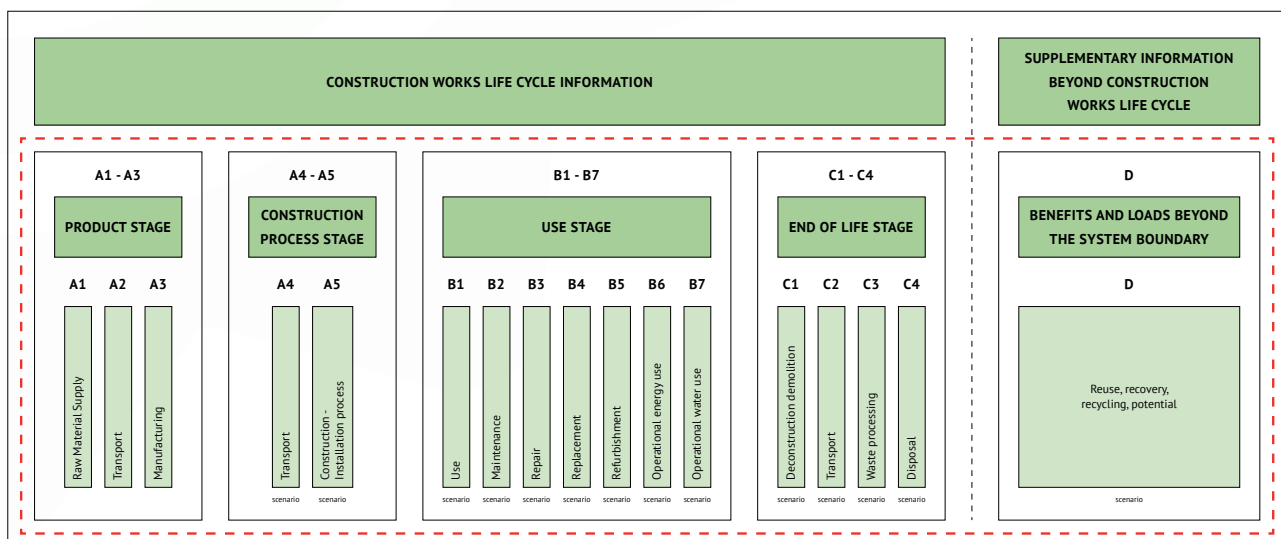 CONSTRUCTION WORKS LIFE CYCLE INFORMATION
SUPPLEMENTARY INFORMATION
BEYOND CONSTRUCTION
WORKS LIFE CYCLE
A1 - A3
PRODUCT STAGE
A1
A2
A3
Raw Material Supply
Transport
Manufacturing
A4 - A5
CONSTRUCTION
PROCESS STAGE
A4
A5
Transport
Construction -
Installation process
scenario
scenario
B1 - B7
USE STAGE
B1
B2
B3
B4
B5
B6
B7
Use
Maintenance
Repair
Replacement
Refurbishment
Operational energy use
Operational water use
scenario
scenario
scenario
scenario
scenario
scenario
scenario
C1 - C4
END OF LIFE STAGE
C1
C2
C3
C4
Deconstruction demolition
Transport
Waste processing
Disposal
scenario
scenario
scenario
scenario
D
BENEFITS AND LOADS BEYOND
THE SYSTEM BOUNDARY
D
Reuse, recovery,
recycling, potential
scenario